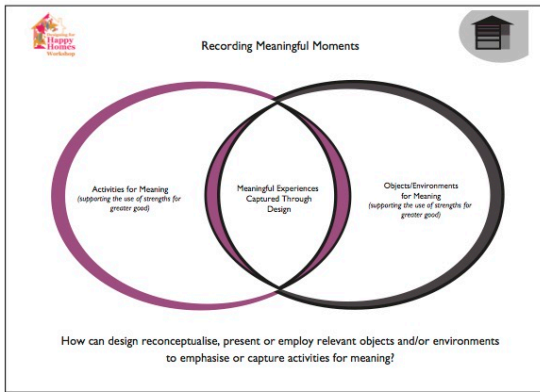 Designing for
Happy
Homes
Workshop
Recording Meaningful Moments
Activities for Meaning
(supporting the use of strengths for
greater good)
Meaningful Experiences
Captured Through
Design
Objects/Environments
for Meaning
(supporting the use of strengths for
greater good)
How can design reconceptualise, present or employ relevant objects and/or environments
to emphasise or capture activities for meaning?